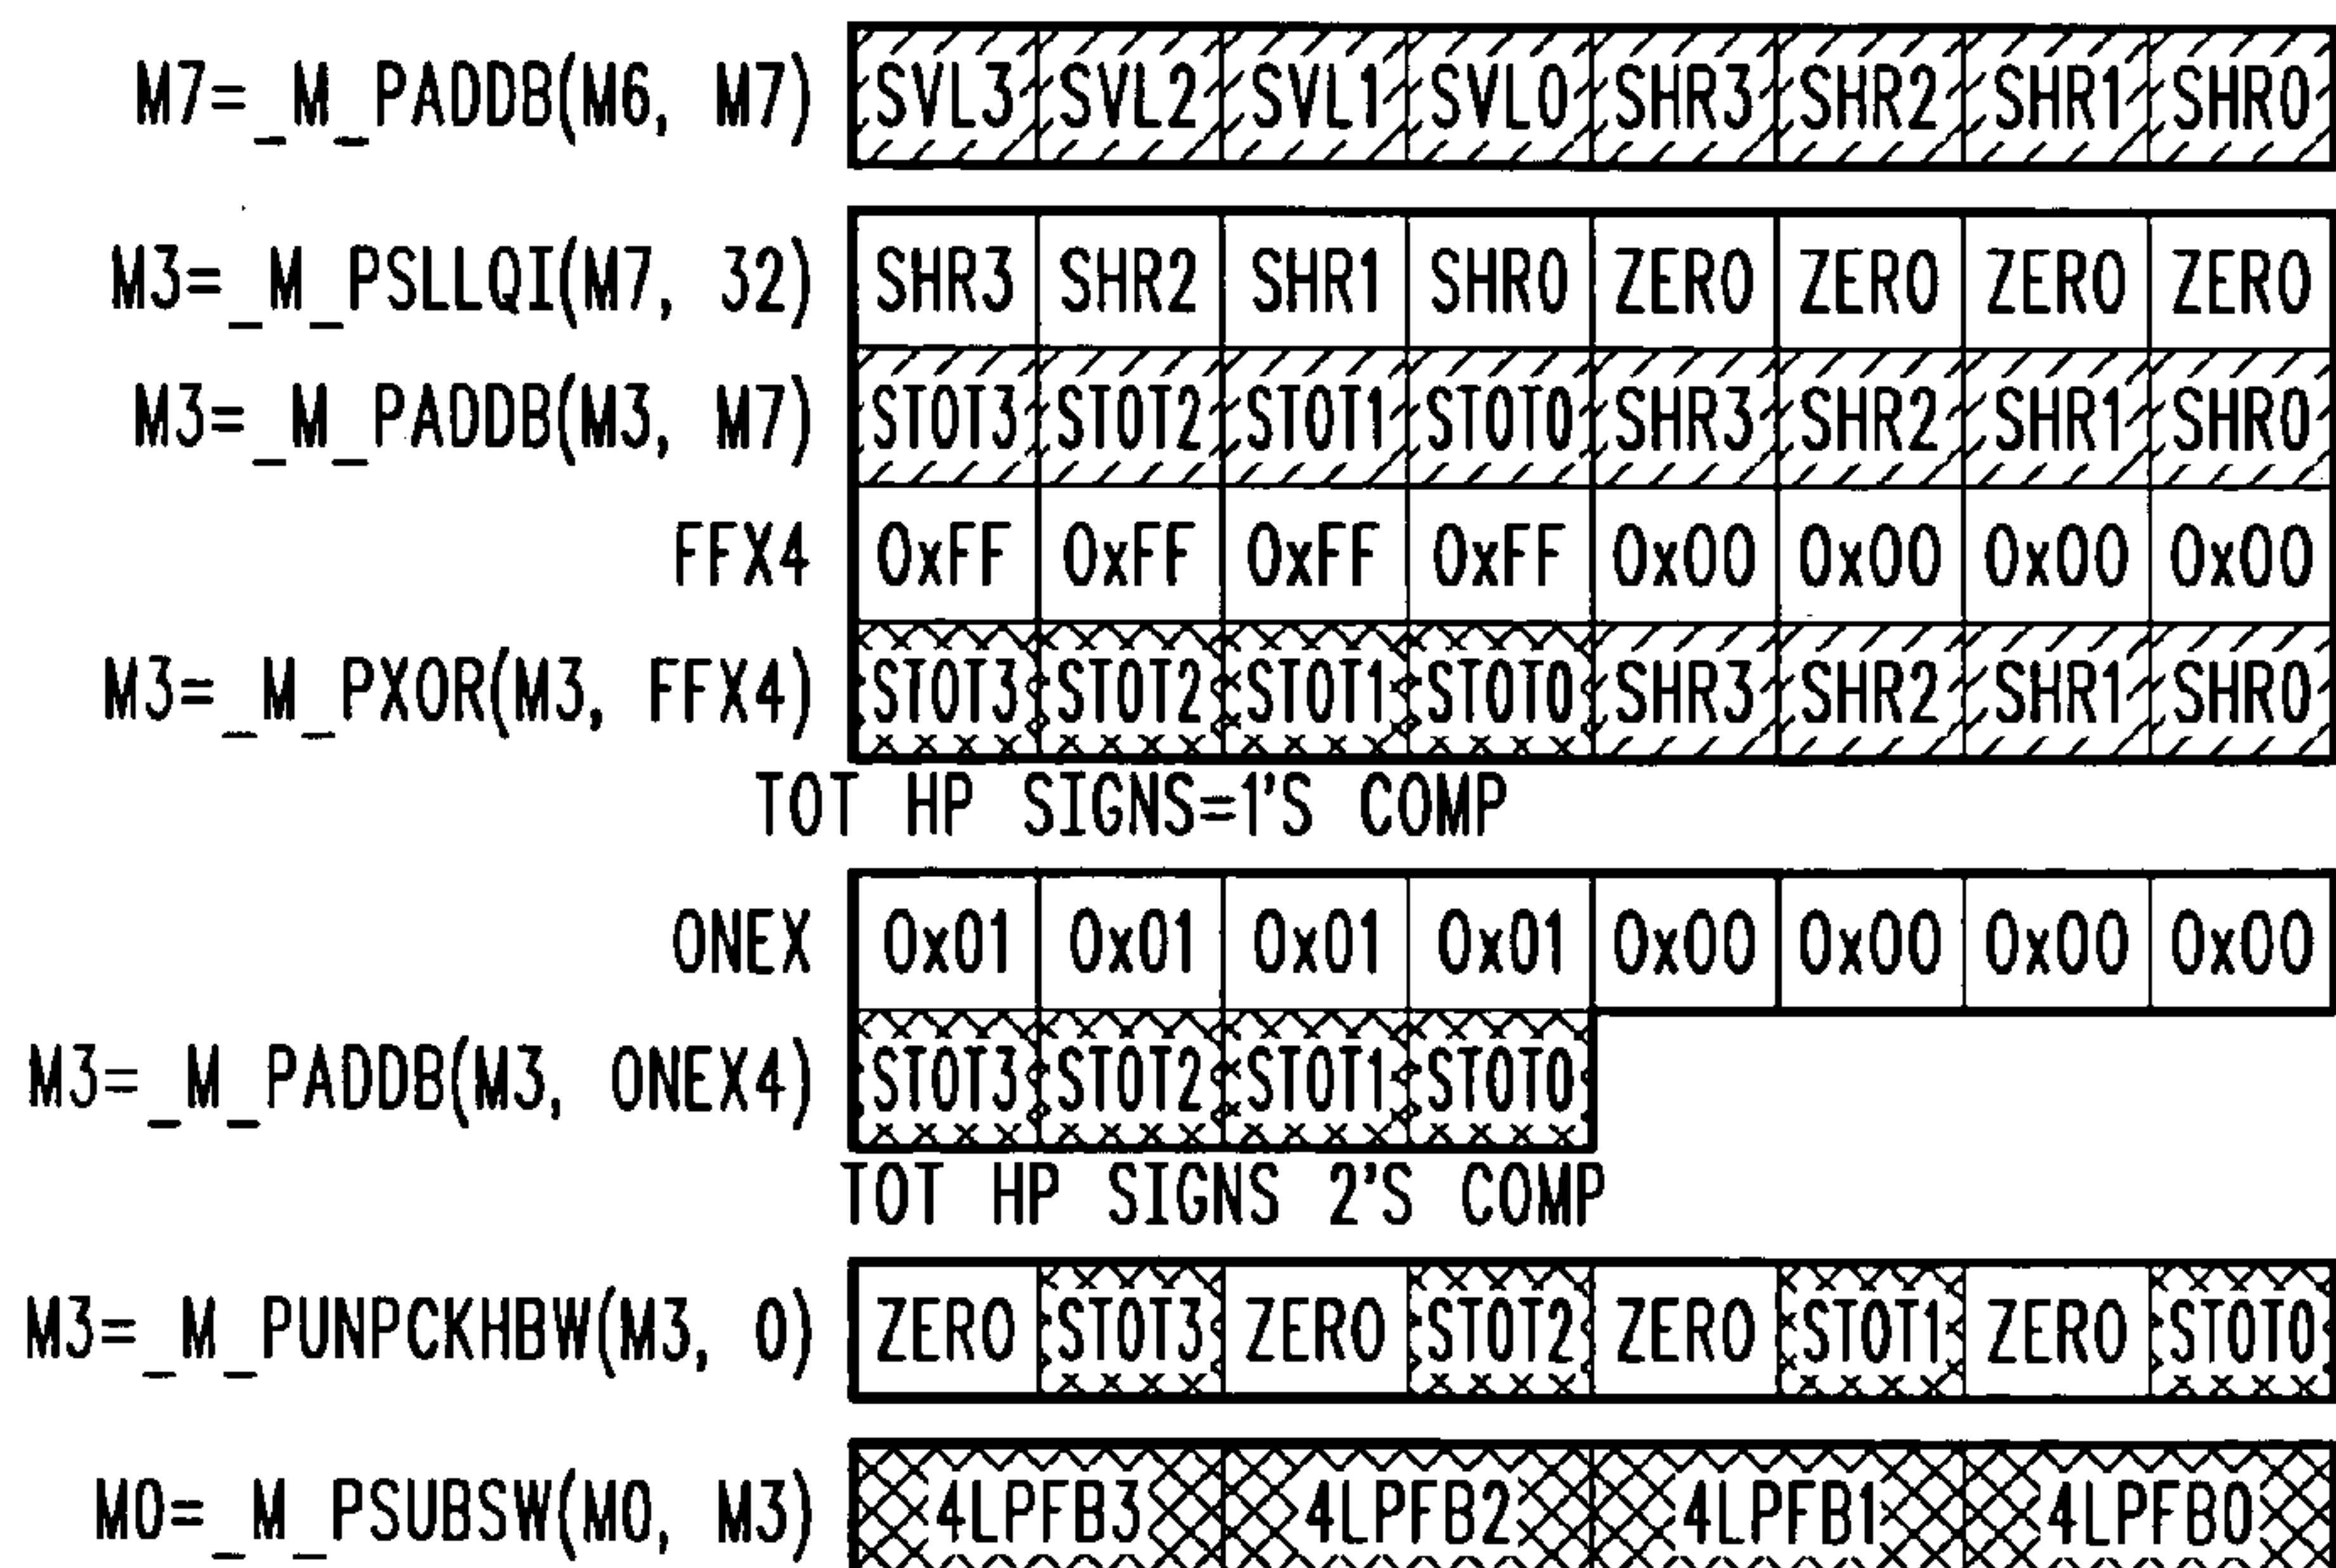 M7=_M_PADDB(M6, M7) SVL3 SVL2 SVL1 SVL0 SHR3 SHR2 SHR1 SHR0
M3=_M_PSLLQI(M7, 32) SHR3 SHR2 SHR1 SHR0 ZERO ZERO ZERO ZERO
M3=_M_PADDB(M3, M7) STOT3 STOT2 STOT1 STOT0 SHR3 SHR2 SHR1 SHR0
FFX4 0xFF 0xFF 0xFF 0xFF 0x00 0x00 0x00 0x00
M3=_M_PXOR(M3, FFX4) STOT3 STOT2 STOT1 STOT0 SHR3 SHR2 SHR1 SHR0
TOT HP SIGNS=1'S COMP
ONEX 0x01 0x01 0x01 0x01 0x00 0x00 0x00 0x00
M3=_M_PADDB(M3, ONEX4) STOT3 STOT2 STOT1 STOT0
TOT HP SIGNS 2'S COMP
M3=_M_PUNPCKHBW(M3, 0) ZERO STOT3 ZERO STOT2 ZERO STOT1 ZERO STOT0
M0=_M_PSUBSW(M0, M3) 4LPFB3 4LPFB2 4LPFB1 4LPFB0